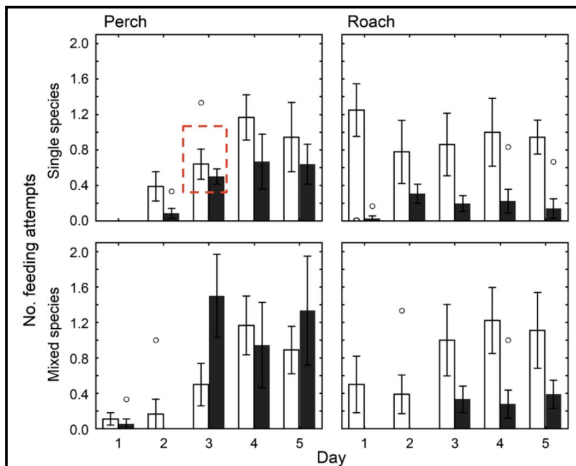 Perch
Roach
No. feeding attempts
Single species
2.0
1.6
1.2
0.8
0.4
0.0
Mixed species
2.0
1.6
1.2
0.8
0.4
0.0
1 2 3 4 5
1 2 3 4 5
Day